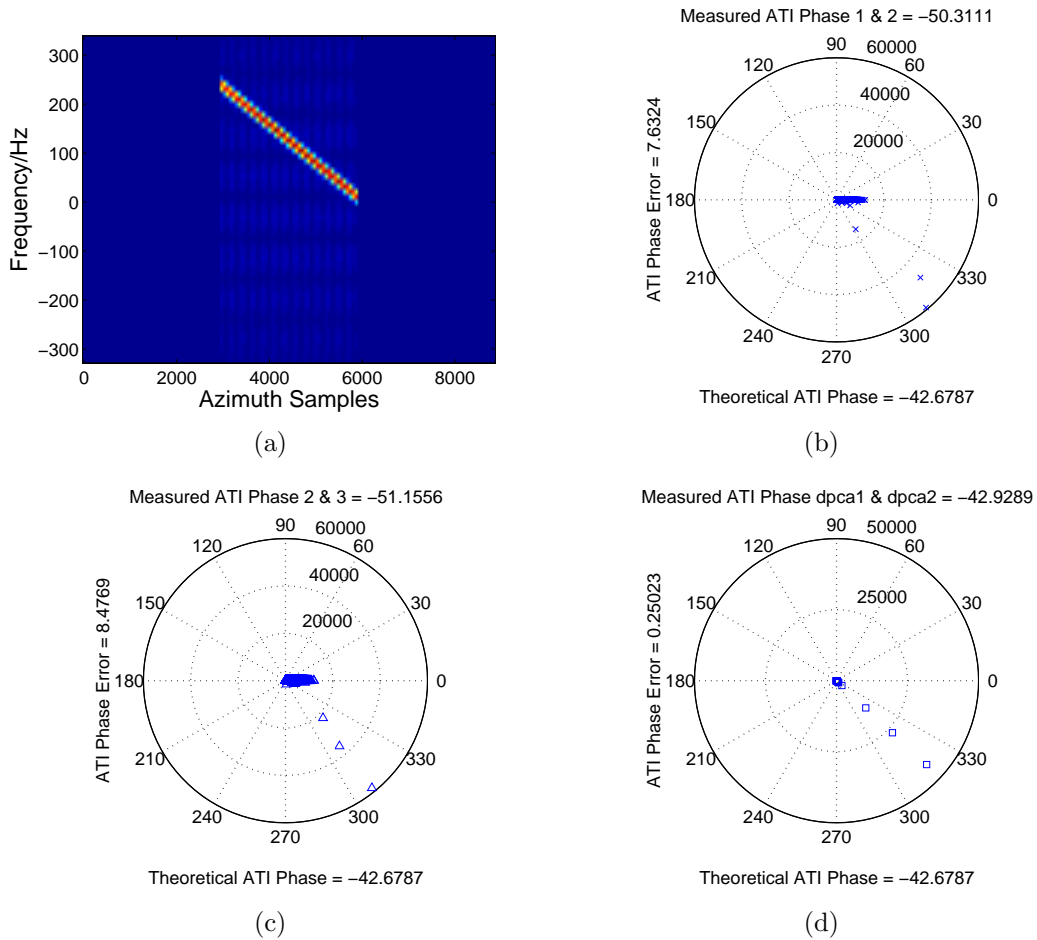 300
200
100
0
−100
−200
−300
Frequency/Hz
0 2000 4000 6000 8000
Azimuth Samples
(a)
Measured ATI Phase 1 & 2 = −50.3111
90 60000
120 60
40000
150 20000 30
180 0
210 330
240 300
270
ATI Phase Error = 7.6324
Theoretical ATI Phase = −42.6787
(b)
Measured ATI Phase 2 & 3 = −51.1556
90 60000
120 60
40000
150 20000 30
180 0
210 330
240 300
270
ATI Phase Error = 8.4769
Theoretical ATI Phase = −42.6787
(c)
Measured ATI Phase dpca1 & dpca2 = −42.9289
90 50000
120 60
25000
150 30
180 0
210 330
240 300
270
ATI Phase Error = 0.25023
Theoretical ATI Phase = −42.6787
(d)